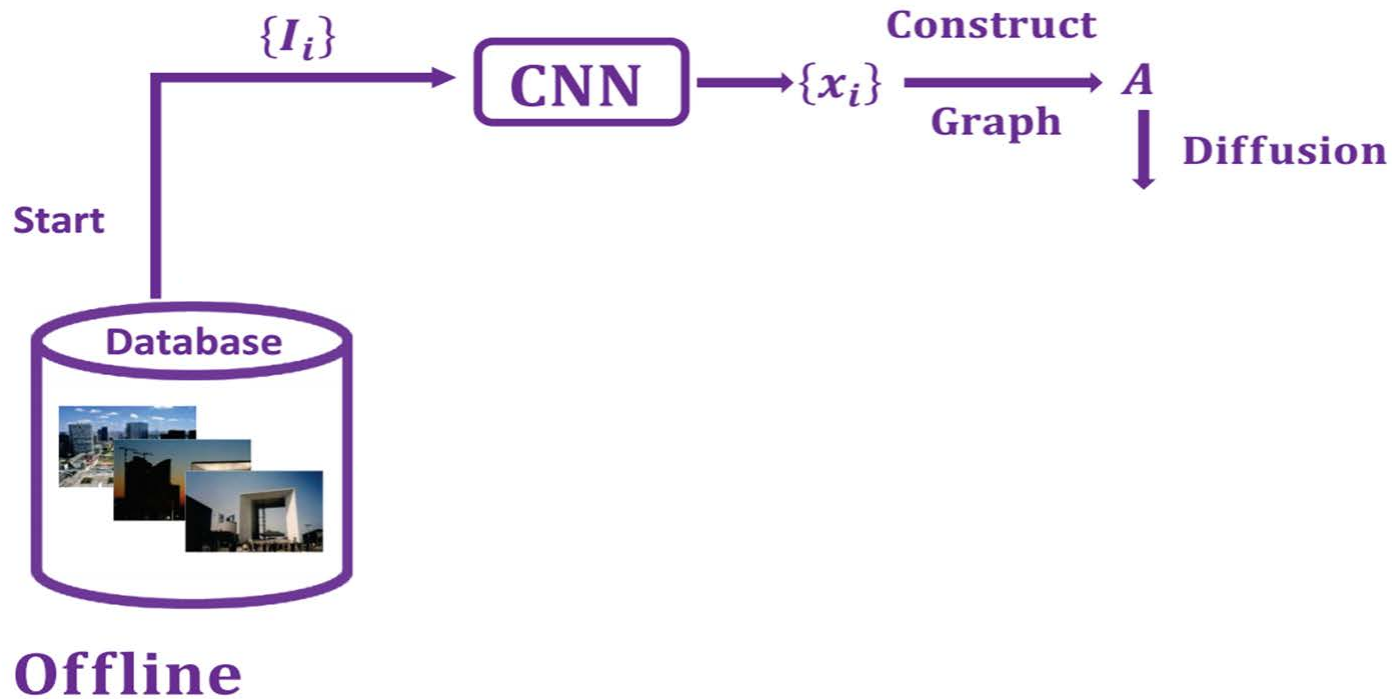 {I_i}
CNN
{x_i}
Construct
Graph
A
Diffusion
Start
Database
Offline